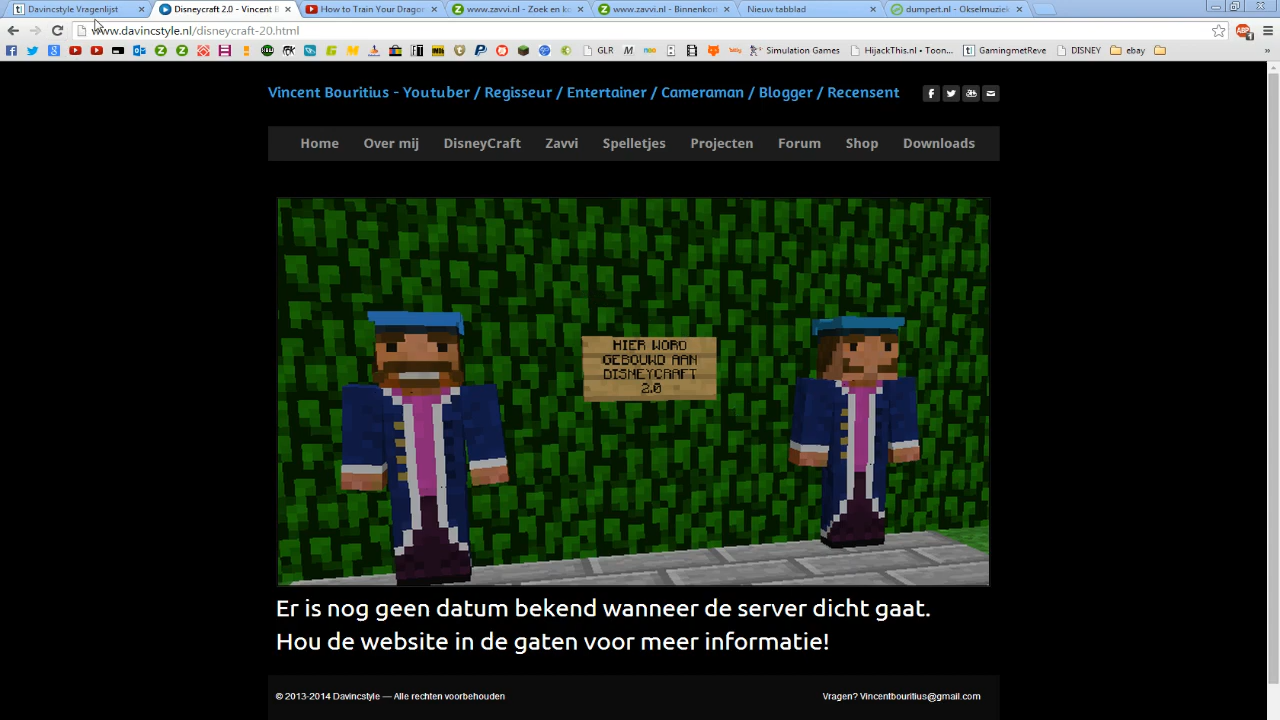 Davincstyle Vragenlijst
Disneycraft 2.0 - Vincent B
How to Train Your Dragon
www.zavvi.nl - Zoek en ko
www.zavvi.nl - Binnenkom
Nieuw tabblad
dumpert.nl - Okselmuziek
www.davincstyle.nl/disneycraft-20.html
GLR
Simulation Games
HijackThis.nl • Toon...
GamingmetReve
DISNEY
ebay
Vincent Bouritius - Youtuber / Regisseur / Entertainer / Cameraman / Blogger / Recensent
Home Over mij DisneyCraft Zavvi Spelletjes Projecten Forum Shop Downloads
HIER WORD
GEBOUWD AAN
DISNEYCRAFT
2.0
Er is nog geen datum bekend wanneer de server dicht gaat.
Hou de website in de gaten voor meer informatie!
© 2013-2014 Davincstyle — Alle rechten voorbehouden
Vragen? Vincentbouritius@gmail.com